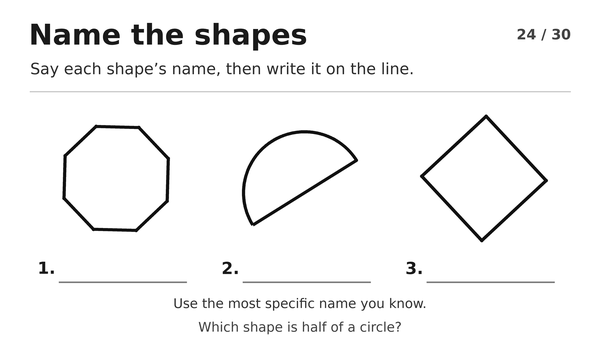 Name the shapes
24 / 30
Say each shape’s name, then write it on the line.
1.
2.
3.
Use the most specific name you know.
Which shape is half of a circle?